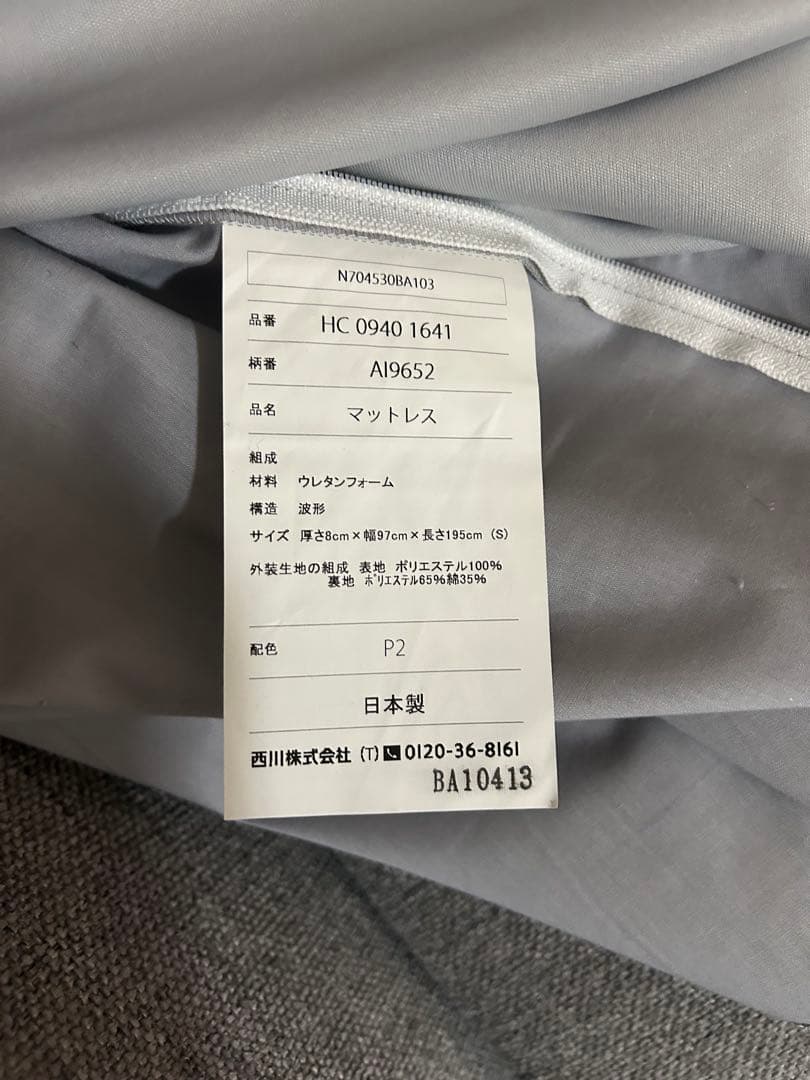 N704530BA103
品番 HC 0940 1641
柄番 AI9652
品名 マットレス
組成
材料 ウレタンフォーム
構造 波形
サイズ 厚さ8cm×幅97cm×長さ195cm (S)
外装生地の組成 表地 ポリエステル100%
裏地 ﾎﾟﾘエステル65%綿35%
配色 P2
日本製
西川株式会社 (T) 0120-36-8161
BA10413